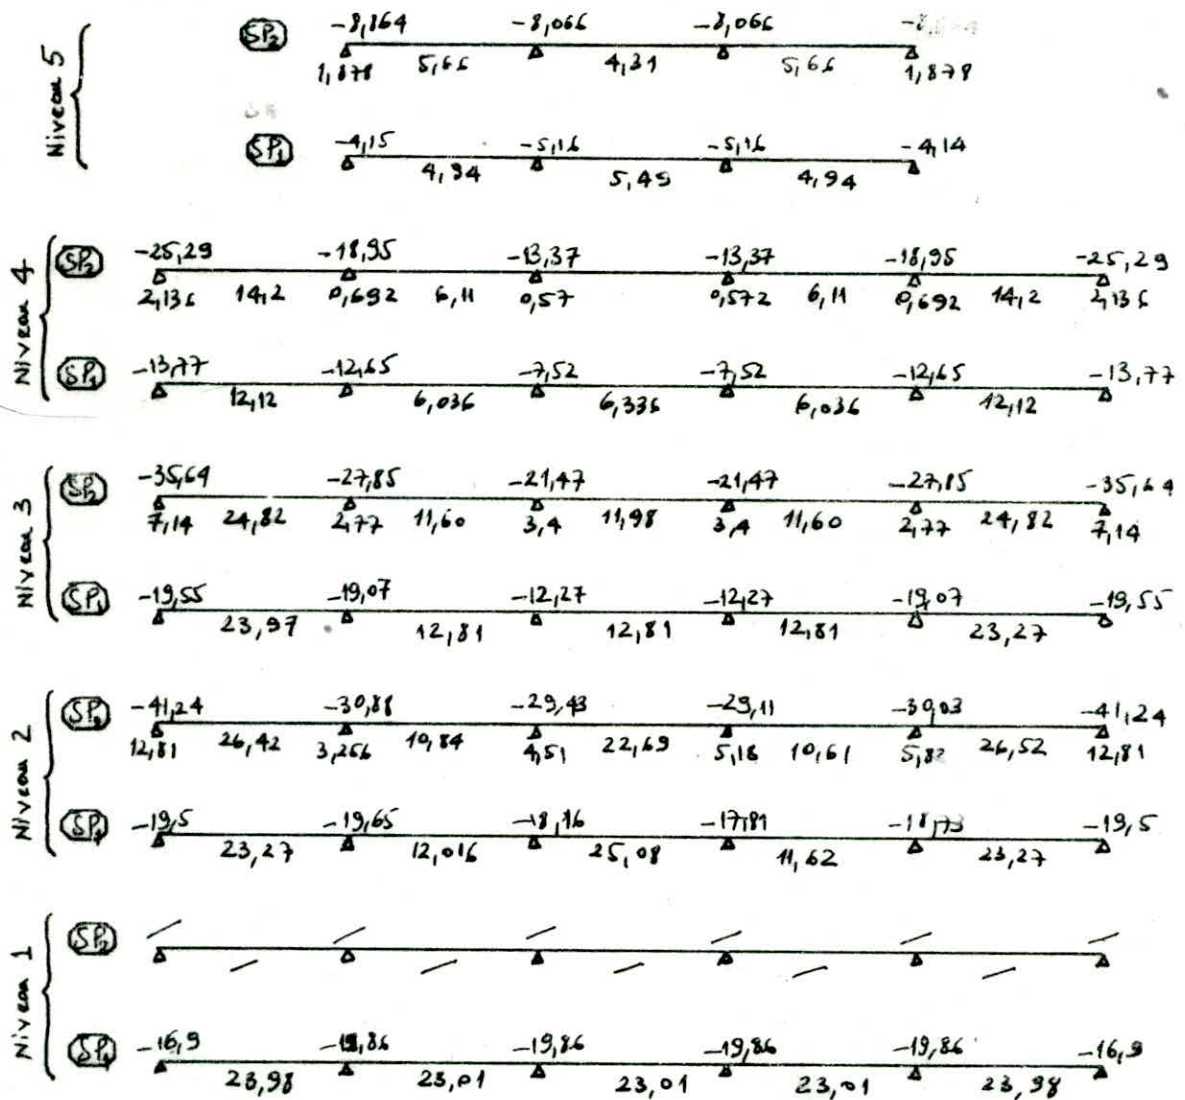 Niveau 5
SP2 -8,864 -8,066 -8,066
1,878 5,66 4,31 5,66 1,878
SP1 -4,15 -5,16 -5,16 -4,14
4,94 5,49 4,94
Niveau 4
SP2 -25,29 -18,95 -13,37 -13,37 -18,95 -25,29
2,136 14,2 0,692 6,11 0,57 0,572 6,11 0,692 14,2 2,136
SP1 -13,77 -12,65 -7,52 -7,52 -12,65 -13,77
12,12 6,036 6,336 6,036 12,12
Niveau 3
SP2 -35,64 -27,85 -21,47 -21,47 -27,85 -35,64
7,14 24,82 2,77 11,60 3,4 11,98 3,4 11,60 2,77 24,82 7,14
SP1 -19,55 -19,07 -12,27 -12,27 -19,07 -19,55
23,97 12,81 12,81 12,81 23,27
Niveau 2
SP2 -41,24 -30,88 -29,43 -29,11 -30,03 -41,24
12,81 26,42 3,266 10,84 4,51 22,69 5,18 10,61 26,52 12,81
SP1 -19,5 -19,65 -18,16 -17,81 -18,73 -19,5
23,27 12,016 25,08 11,62 23,27
Niveau 1
SP2
SP1 -16,9 -19,86 -19,86 -19,86 -19,86 -16,9
23,98 23,01 23,01 23,01 23,98